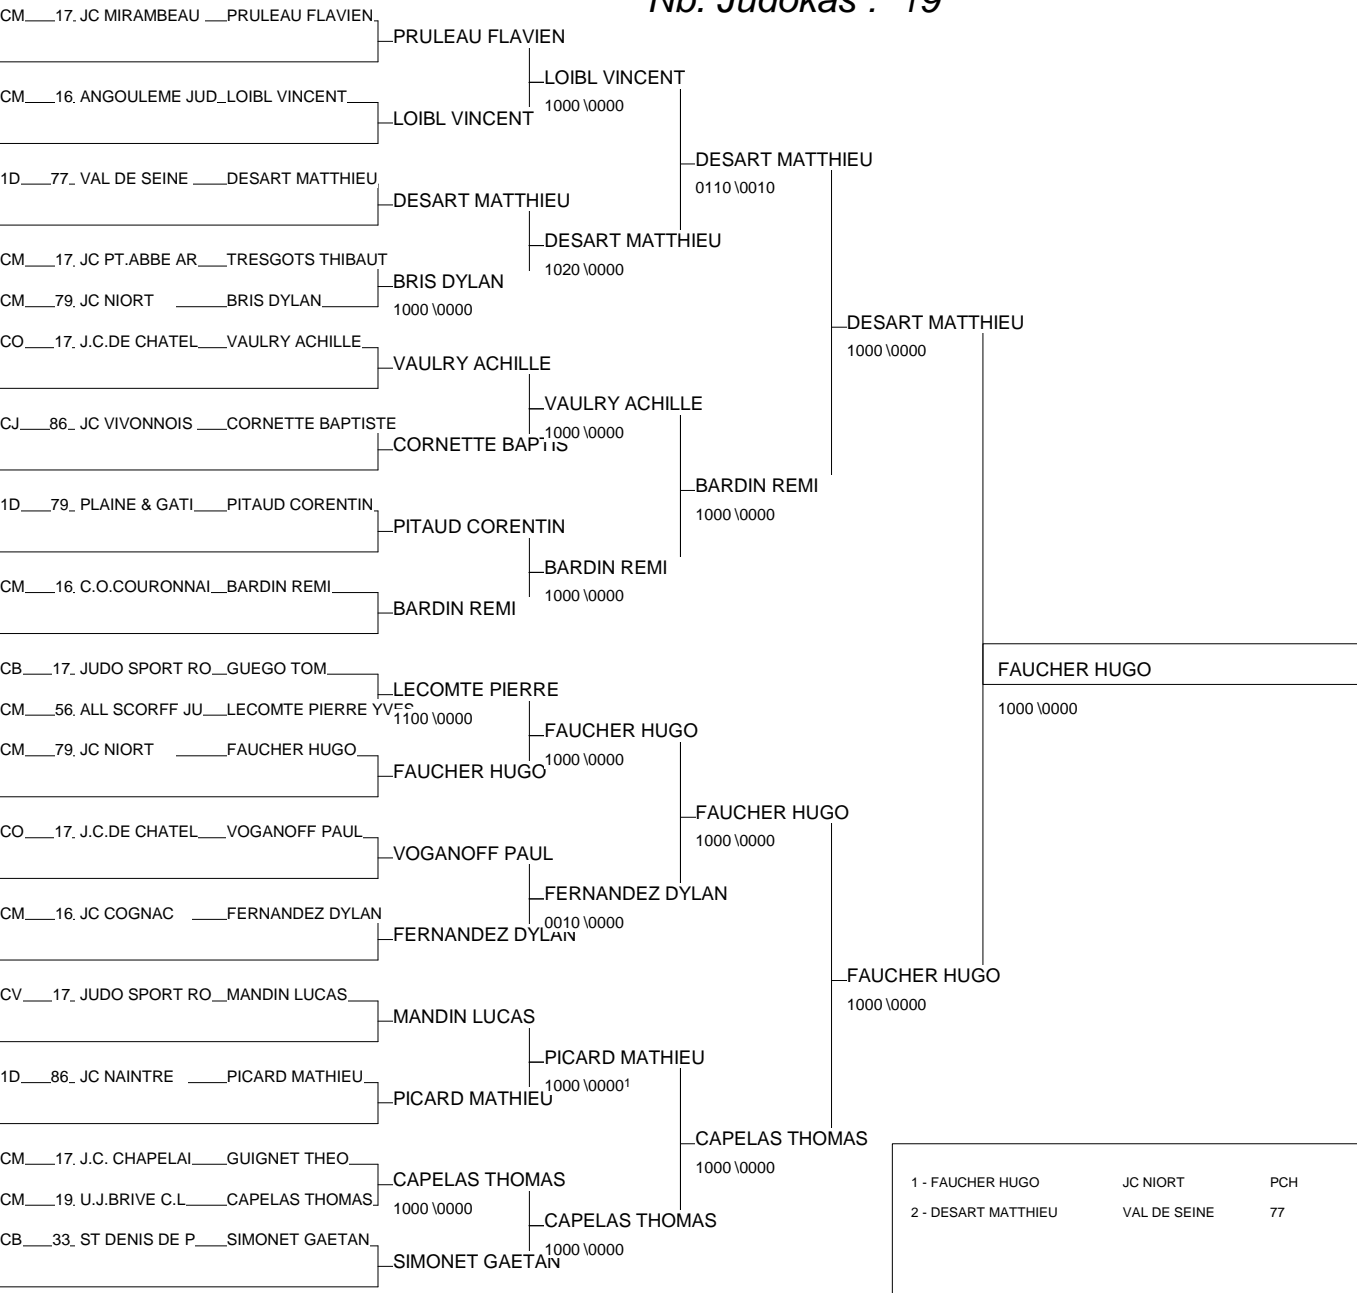 Nb. Judokas : 19
CM 17 JC MIRAMBEAU PRULEAU FLAVIEN
PRULEAU FLAVIEN
LOIBL VINCENT
1000 \0000
CM 16 ANGOULEME JUD LOIBL VINCENT
LOIBL VINCENT
DESART MATTHIEU
0110 \0010
1D 77 VAL DE SEINE DESART MATTHIEU
DESART MATTHIEU
DESART MATTHIEU
1020 \0000
CM 17 JC PT.ABBE AR TRESGOTS THIBAUT
BRIS DYLAN
1000 \0000
CM 79 JC NIORT BRIS DYLAN
DESART MATTHIEU
1000 \0000
CO 17 J.C.DE CHATEL VAULRY ACHILLE
VAULRY ACHILLE
VAULRY ACHILLE
1000 \0000
CJ 86 JC VIVONNOIS CORNETTE BAPTISTE
CORNETTE BAPTIS
BARDIN REMI
1000 \0000
1D 79 PLAINE & GATI PITAUD CORENTIN
PITAUD CORENTIN
BARDIN REMI
1000 \0000
CM 16 C.O.COURONNAI BARDIN REMI
BARDIN REMI
FAUCHER HUGO
1000 \0000
CB 17 JUDO SPORT RO GUEGO TOM
LECOMTE PIERRE
1100 \0000
CM 56 ALL SCORFF JU LECOMTE PIERRE YVES
FAUCHER HUGO
1000 \0000
CM 79 JC NIORT FAUCHER HUGO
FAUCHER HUGO
FAUCHER HUGO
1000 \0000
CO 17 J.C.DE CHATEL VOGANOFF PAUL
VOGANOFF PAUL
FERNANDEZ DYLAN
0010 \0000
CM 16 JC COGNAC FERNANDEZ DYLAN
FERNANDEZ DYLAN
FAUCHER HUGO
1000 \0000
CV 17 JUDO SPORT RO MANDIN LUCAS
MANDIN LUCAS
PICARD MATHIEU
1000 \0000¹
1D 86 JC NAINTRE PICARD MATHIEU
PICARD MATHIEU
CAPELAS THOMAS
1000 \0000
CM 17 J.C. CHAPELAI GUIGNET THEO
CAPELAS THOMAS
1000 \0000
CM 19 U.J.BRIVE C.L CAPELAS THOMAS
CAPELAS THOMAS
1000 \0000
CB 33 ST DENIS DE P SIMONET GAETAN
SIMONET GAETAN
1 - FAUCHER HUGO JC NIORT PCH
2 - DESART MATTHIEU VAL DE SEINE 77